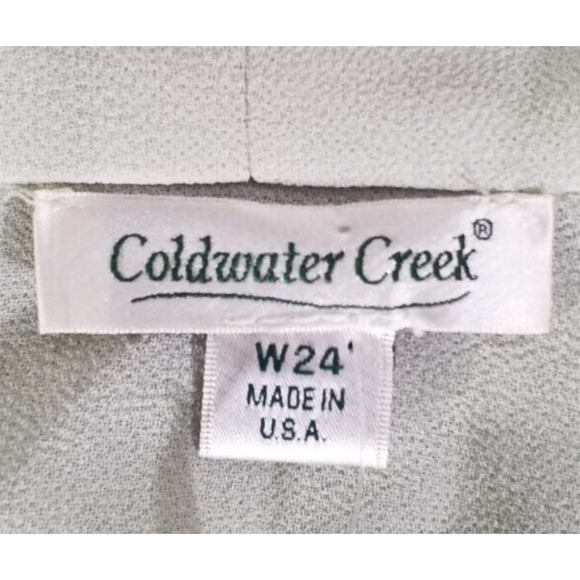 Coldwater Creek®
W24
MADE IN
U.S.A.